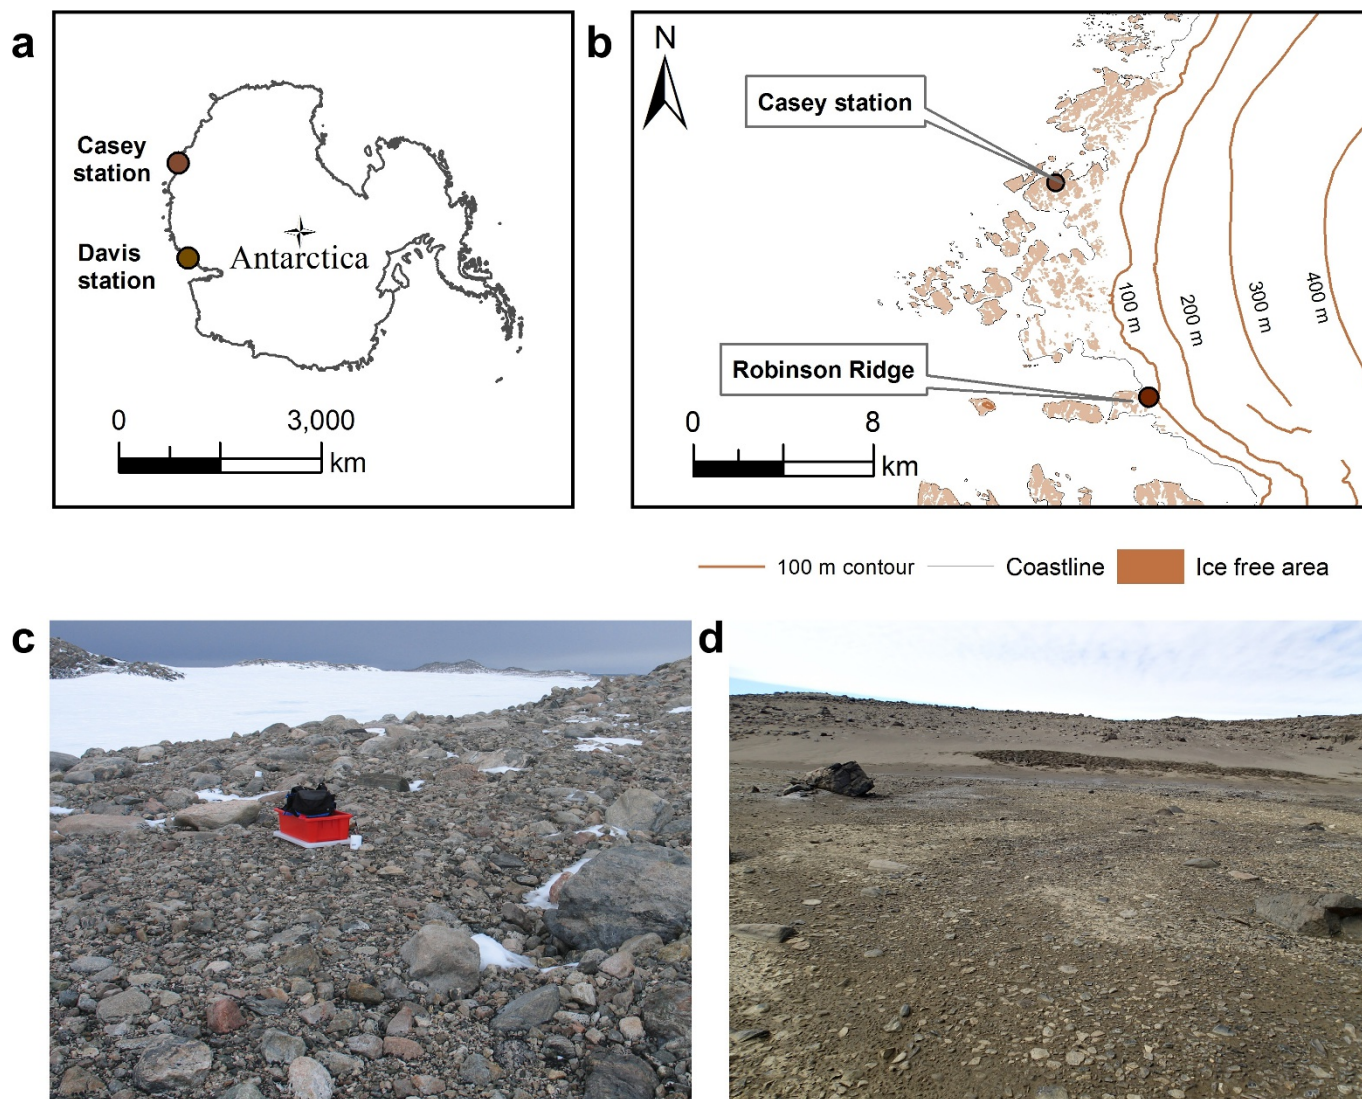 a
Casey
station
Davis
station
Antarctica
0 3,000
km
b
N
Casey station
Robinson Ridge
100 m
200 m
300 m
400 m
0 8
km
100 m contour Coastline Ice free area
c
d